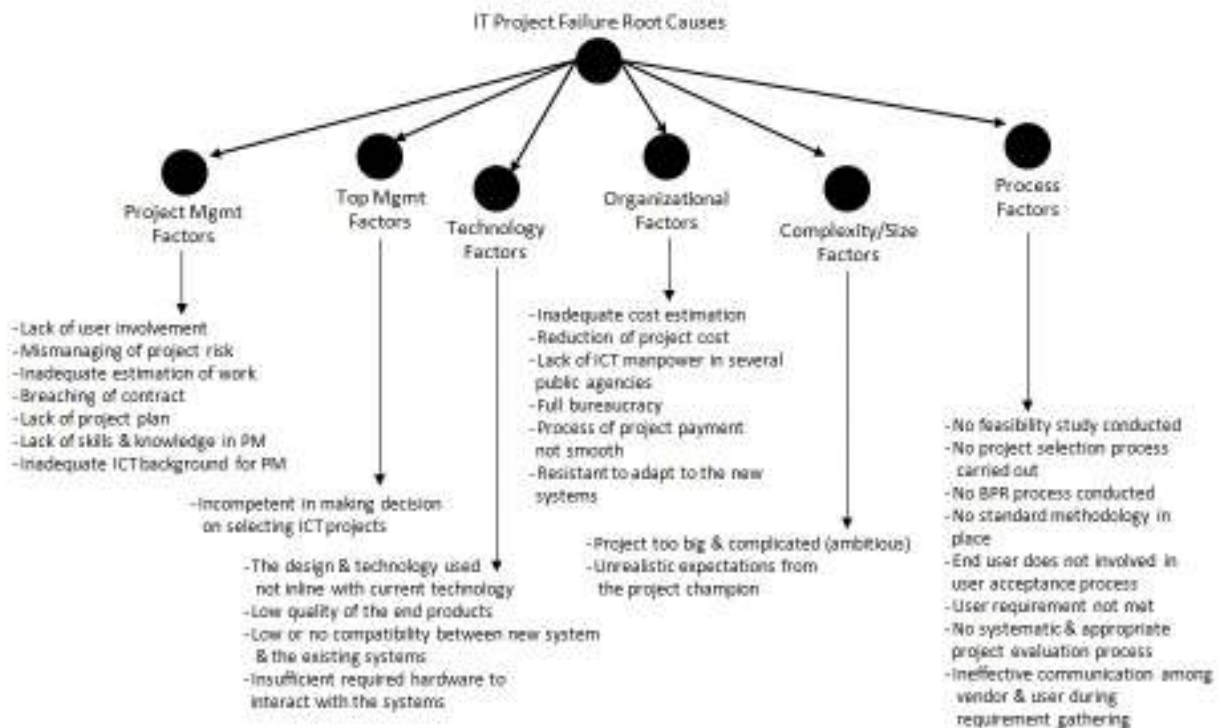 IT Project Failure Root Causes
Project Mgmt
Factors
Top Mgmt
Factors
Technology
Factors
Organizational
Factors
Complexity/Size
Factors
Process
Factors
-Lack of user involvement
-Mismanaging of project risk
-Inadequate estimation of work
-Breaching of contract
-Lack of project plan
-Lack of skills & knowledge in PM
-Inadequate ICT background for PM
-Incompetent in making decision
on selecting ICT projects
-The design & technology used
not inline with current technology
-Low quality of the end products
-Low or no compatibility between new system
& the existing systems
-Insufficient required hardware to
interact with the systems
-Inadequate cost estimation
-Reduction of project cost
-Lack of ICT manpower in several
public agencies
-Full bureaucracy
-Process of project payment
not smooth
-Resistant to adapt to the new
systems
-Project too big & complicated (ambitious)
-Unrealistic expectations from
the project champion
-No feasibility study conducted
-No project selection process
carried out
-No BPR process conducted
-No standard methodology in
place
-End user does not involved in
user acceptance process
-User requirement not met
-No systematic & appropriate
project evaluation process
-Ineffective communication among
vendor & user during
requirement gathering